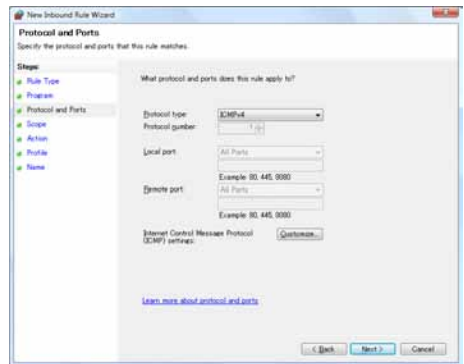 New Inbound Rule Wizard
Protocol and Ports
Specify the protocol and ports that this rule matches.
Steps:
Rule Type
Program
Protocol and Ports
Scope
Action
Profile
Name
What protocol and ports does this rule apply to?
Protocol type: ICMPv4
Protocol number: 1
Local port: All Ports
Example: 80, 445, 8080
Remote port: All Ports
Example: 80, 445, 8080
Internet Control Message Protocol
(ICMP) settings: Customize...
Learn more about protocol and ports
< Back Next > Cancel